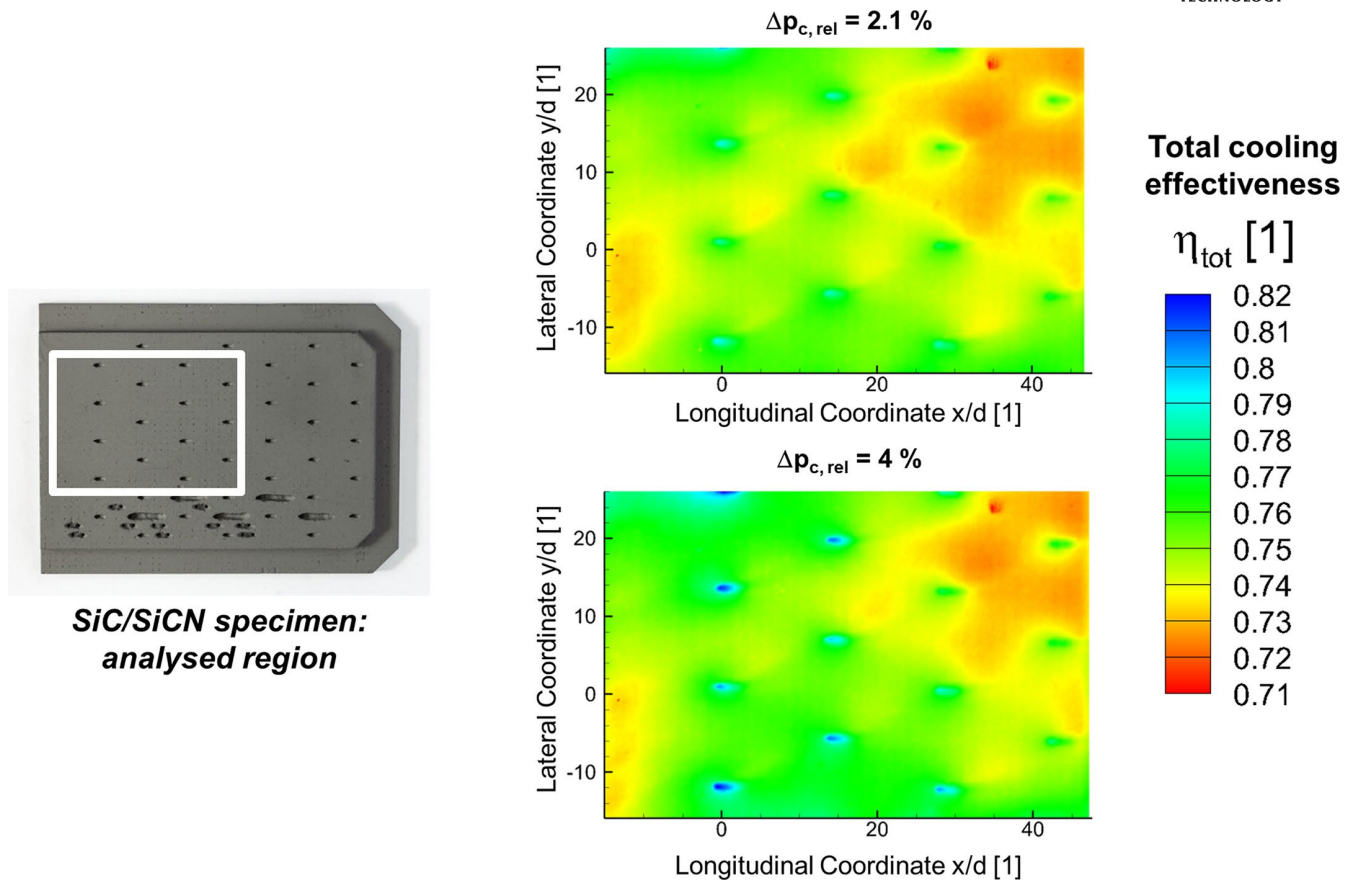 Δp_c, rel = 2.1 %
Lateral Coordinate y/d [1]
20
10
0
-10
0 20 40
Longitudinal Coordinate x/d [1]
Δp_c, rel = 4 %
Lateral Coordinate y/d [1]
20
10
0
-10
0 20 40
Longitudinal Coordinate x/d [1]
SiC/SiCN specimen:
analysed region
Total cooling
effectiveness
η_tot [1]
0.82
0.81
0.8
0.79
0.78
0.77
0.76
0.75
0.74
0.73
0.72
0.71